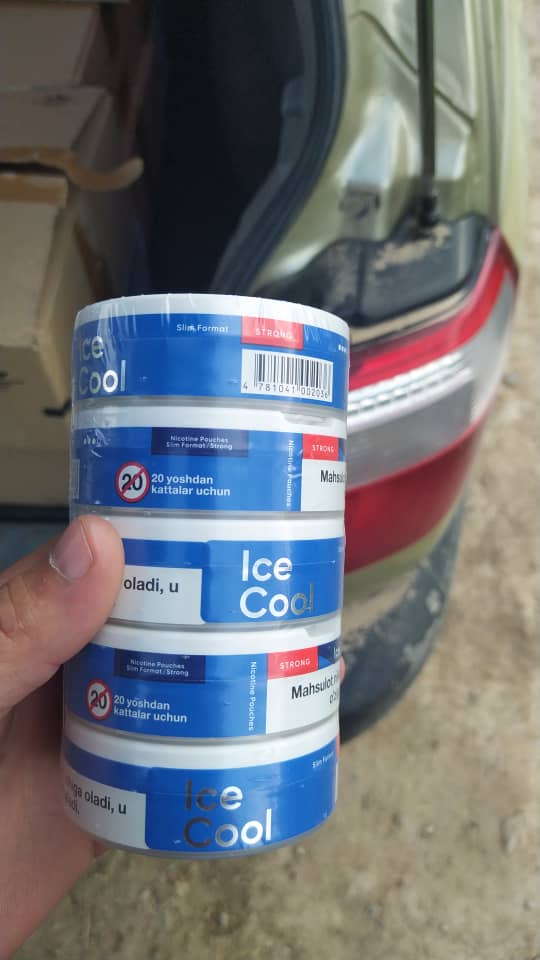 Ice
Cool
Slim Format
STRONG
4 781041 002056
Nicotine Pouches
Slim Format/Strong
20
20 yoshdan
kattalar uchun
Nicotine Pouches
STRONG
oladi, u
Ice
Cool
Nicotine Pouches
Slim Format/Strong
20
20 yoshdan
kattalar uchun
Nicotine Pouches
STRONG
Mahsulot
oladi, u
Slim Format
Ice
Cool